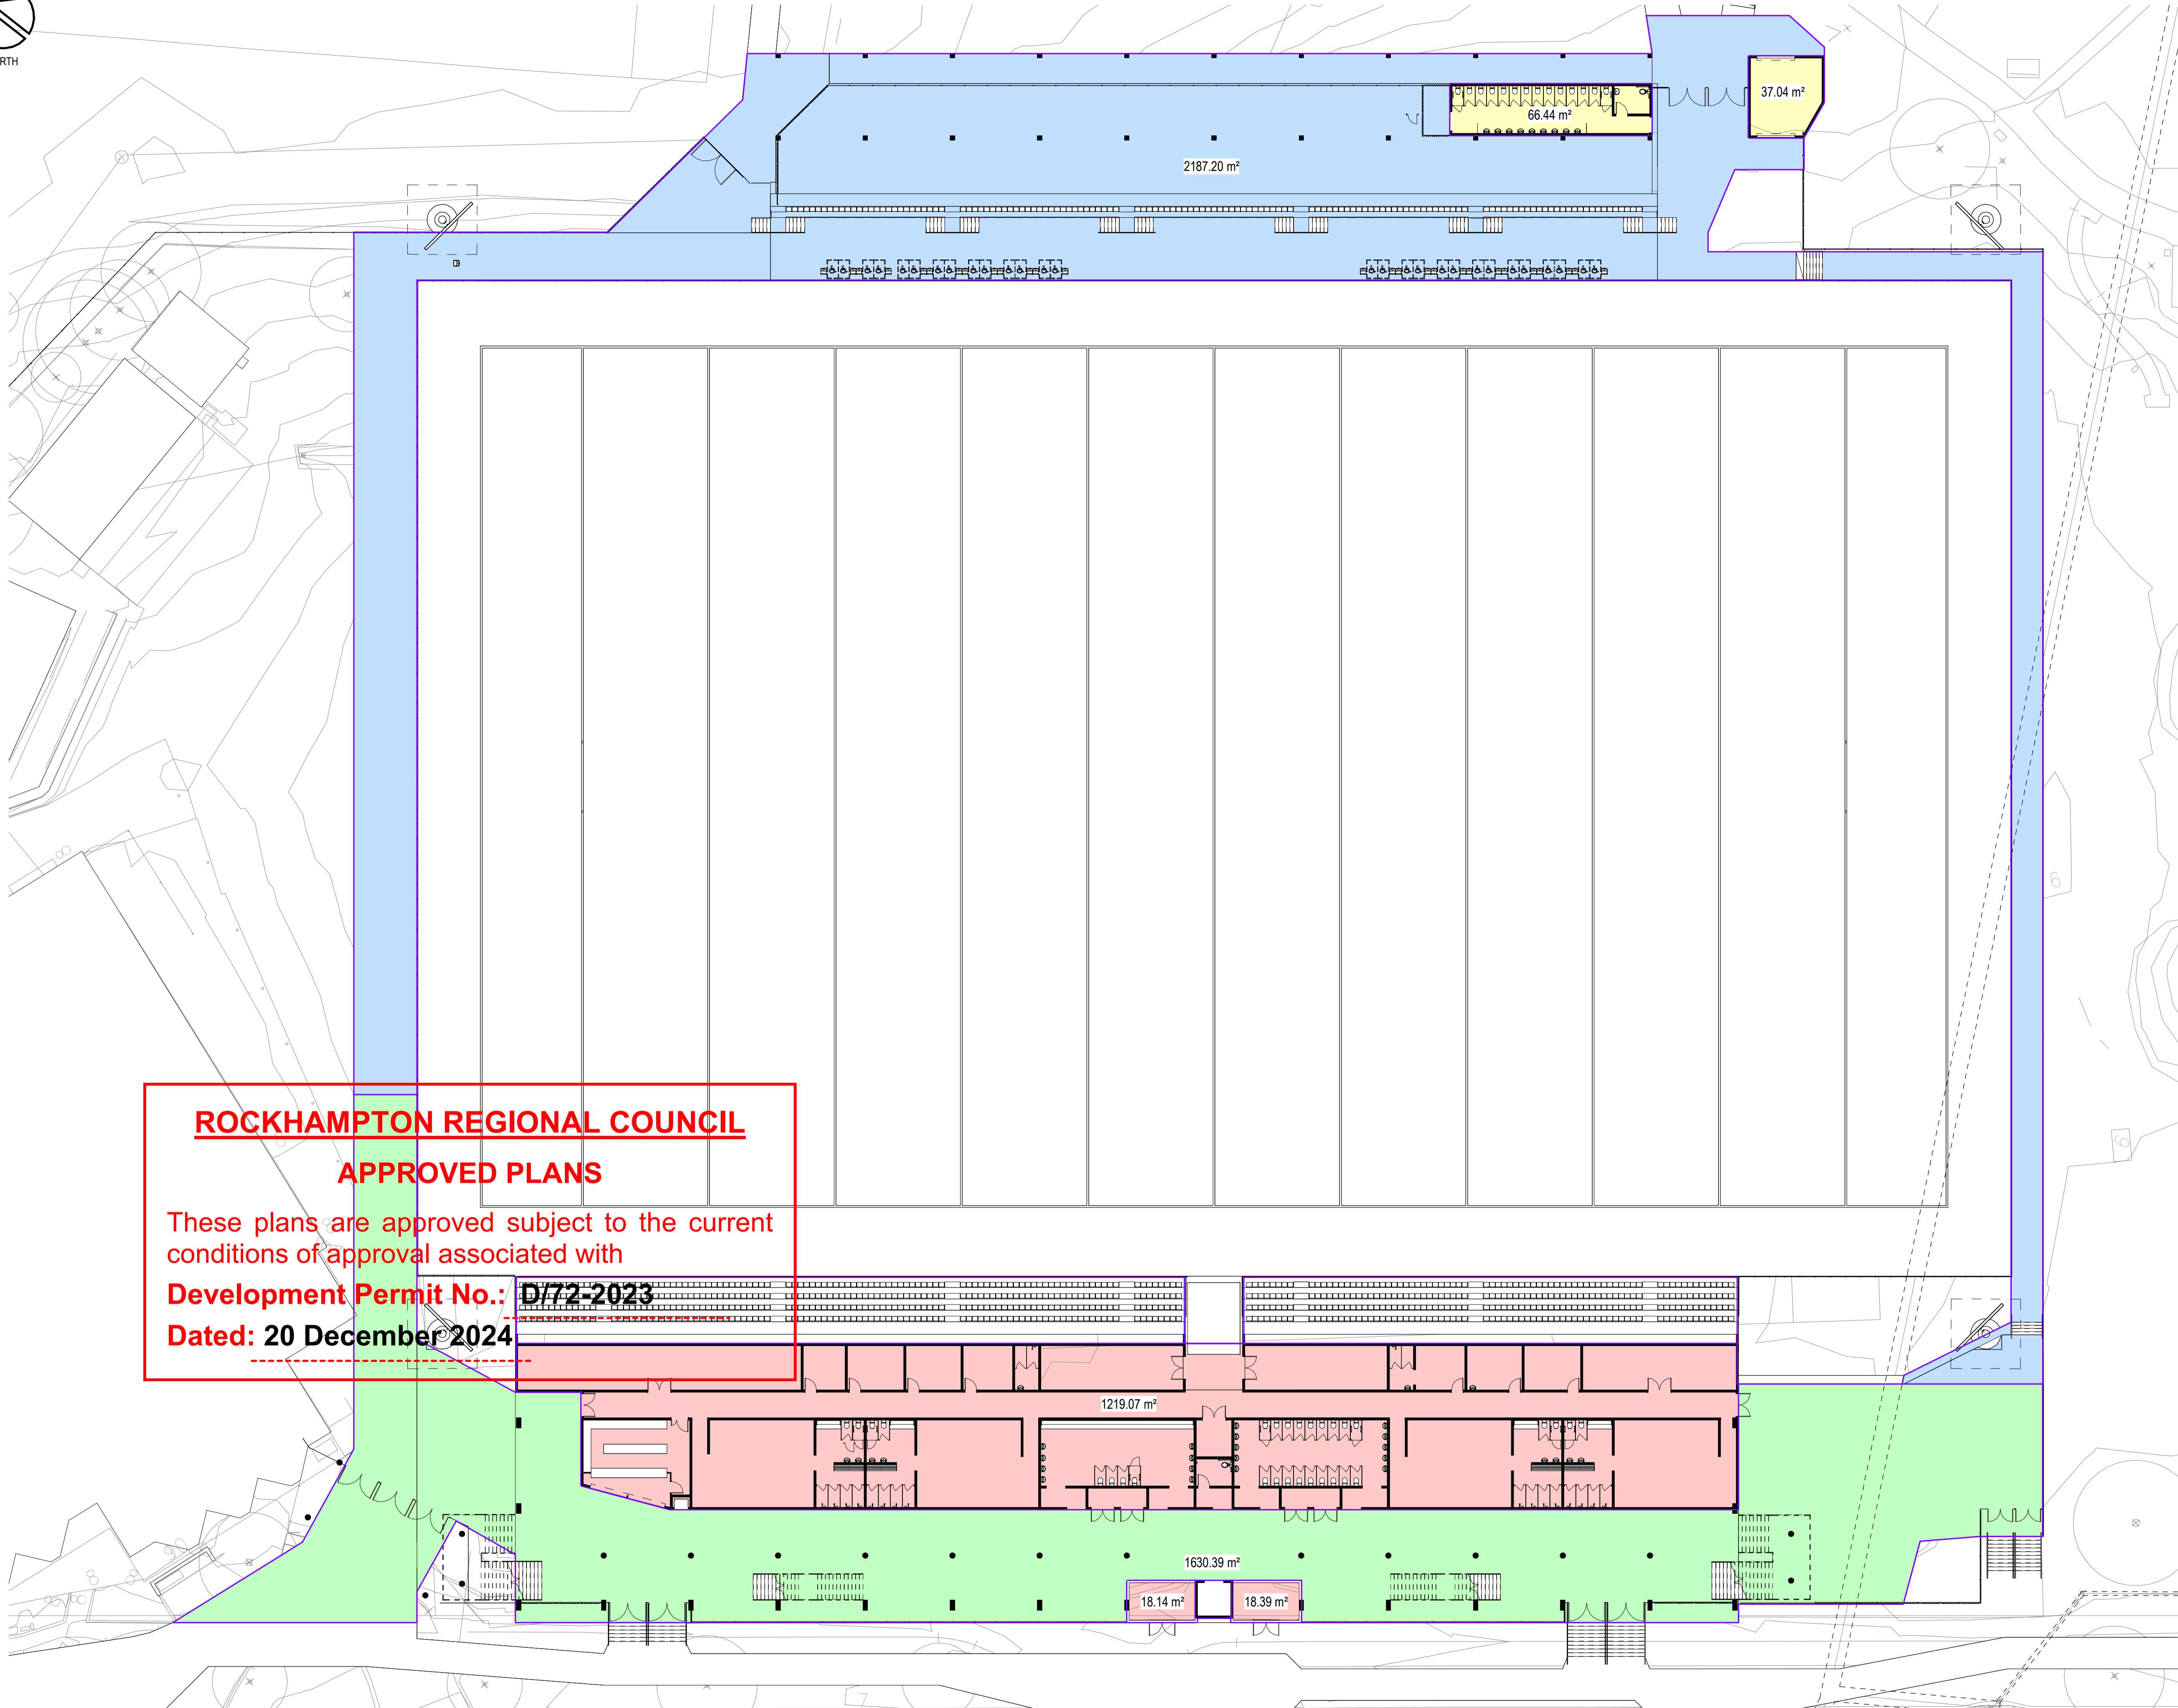 RTH
37.04 m²
66.44 m²
2187.20 m²
ROCKHAMPTON REGIONAL COUNCIL
APPROVED PLANS
These plans are approved subject to the current
conditions of approval associated with
Development Permit No.: D/72-2023
Dated: 20 December 2024
1219.07 m²
1630.39 m²
18.14 m²
18.39 m²